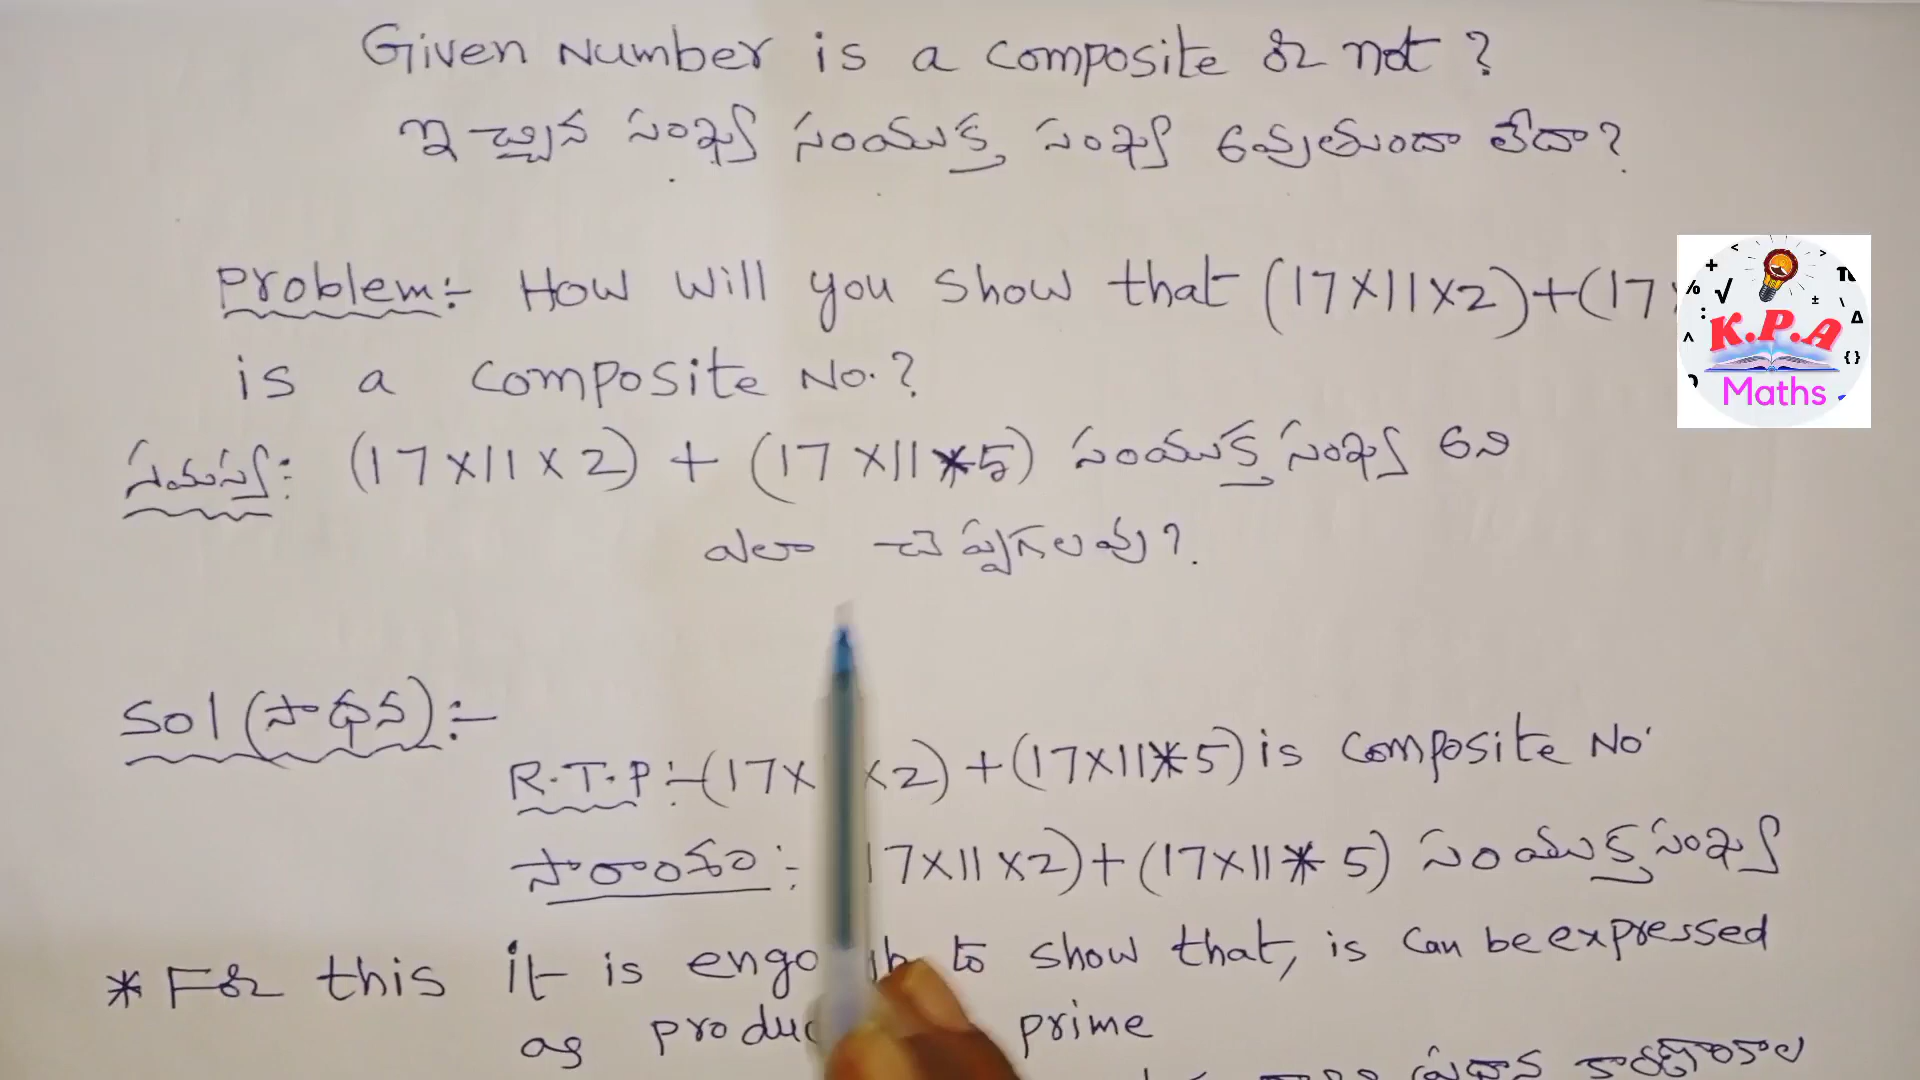 Given Number is a composite or not?
ఇచ్చిన సంఖ్య సంయుక్త సంఖ్య అవుతుందా లేదా?
Problem:- How will you show that (17×11×2)+(17
is a composite No.?
సమస్య: (17×11×2) + (17×11*5) సంయుక్త సంఖ్య అని
ఎలా చెప్పగలవు?
K.P.A
Maths
Sol (సాధన):-
R.T.P:-(17× ×2)+(17×11*5) is composite No.
సారాంశం: 17×11×2)+(17×11*5) సంయుక్త సంఖ్య
* For this it is to show that, is can be expressed
as prime
ప్రధాన కారణాంకాల